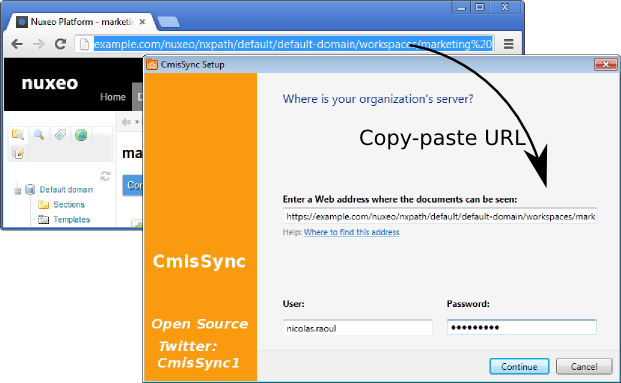 Nuxeo Platform - marketin
example.com/nuxeo/nxpath/default/default-domain/workspaces/marketing%20
nuxeo
Home
CmisSync Setup
Where is your organization's server?
Copy-paste URL
Default domain
Sections
Templates
Enter a Web address where the documents can be seen:
https://example.com/nuxeo/nxpath/default/default-domain/workspaces/mark
Help: Where to find this address
CmisSync
User:
Password:
nicolas.raoul
•••••••••
Open Source
Twitter:
CmisSync1
Continue
Cancel